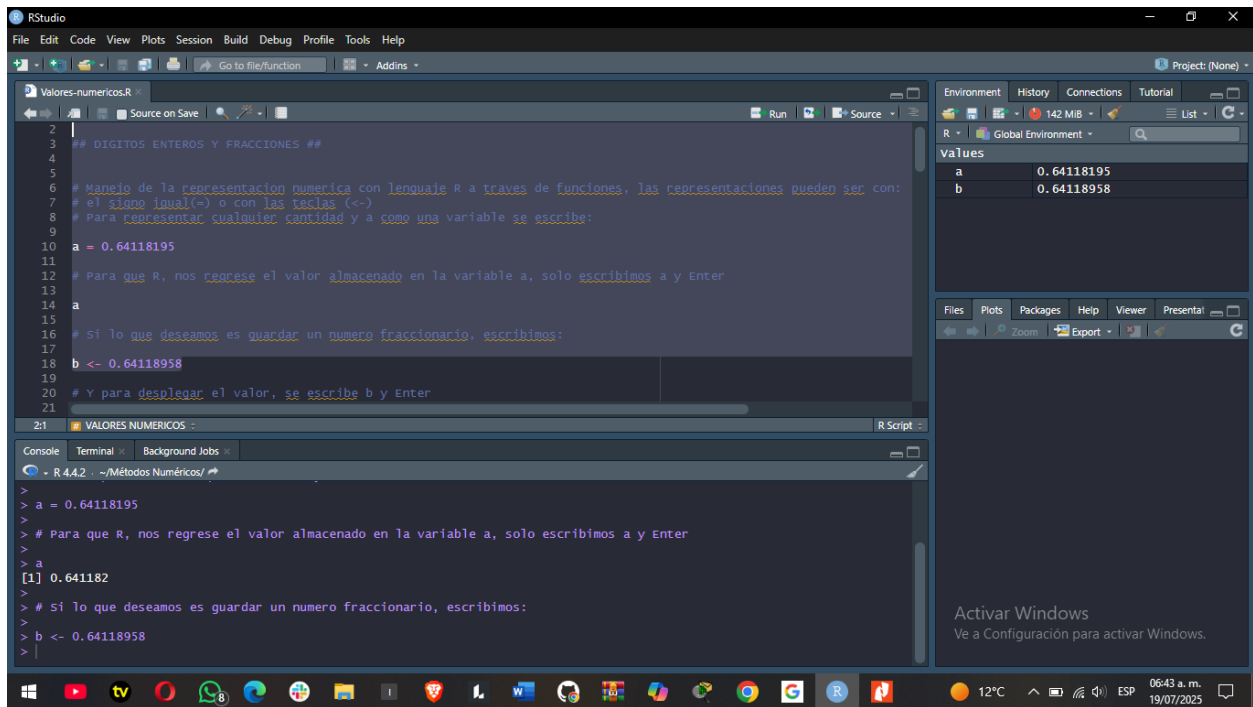 RStudio
File Edit Code View Plots Session Build Debug Profile Tools Help
Go to file/function Addins Project: (None)
Valores-numericos.R
Source on Save Run Source
2
3 ## DIGITOS ENTEROS Y FRACCIONES ##
4
5
6 # Manejo de la representacion numerica con lenguaje R a traves de funciones, las representaciones pueden ser con:
7 # el signo igual(=) o con las teclas (<-)
8 # Para representar cualquier cantidad y a como una variable se escribe:
9
10 a = 0.64118195
11
12 # Para que R, nos regrese el valor almacenado en la variable a, solo escribimos a y Enter
13
14 a
15
16 # Si lo que deseamos es guardar un numero fraccionario, escribimos:
17
18 b <- 0.64118958
19
20 # Y para desplegar el valor, se escribe b y Enter
21
2:1 # VALORES NUMERICOS R Script
Console Terminal Background Jobs
R 4.4.2 · ~/Métodos Numéricos/
>
> a = 0.64118195
>
> # Para que R, nos regrese el valor almacenado en la variable a, solo escribimos a y Enter
>
> a
[1] 0.641182
>
> # Si lo que deseamos es guardar un numero fraccionario, escribimos:
>
> b <- 0.64118958
>
Environment History Connections Tutorial
142 MiB List
R Global Environment
Values
a 0.64118195
b 0.64118958
Files Plots Packages Help Viewer Presentat
Zoom Export
Activar Windows
Ve a Configuración para activar Windows.
tv 8 W G R 12°C ESP 06:43 a. m.
19/07/2025